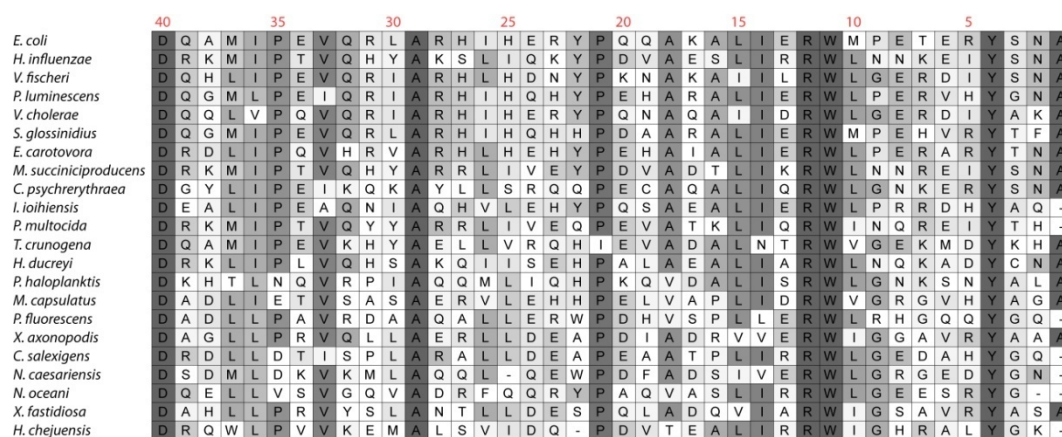 40 35 30 25 20 15 10 5
E. coli D Q A M I P E V Q R L A R H I H E R Y P Q Q A K A L I E R W M P E T E R Y S N A
H. influenzae D R K M I P T V Q H Y A K S L I Q K Y P D V A E S L I R R W L N N K E I Y S N A
V. fischeri D Q H L I P E V Q R I A R H L H D N Y P K N A K A I I L R W L G E R D I Y S N A
P. luminescens D Q G M L P E I Q R I A R H I H Q H Y P E H A R A L I E R W L P E R V H Y G N A
V. cholerae D Q Q L V P Q V Q R I A R H I H E R Y P Q N A Q A I I D R W L G E R D I Y A K
S. glossinidius D Q G M I P E V Q R L A R H I H Q H H P D A A R A L I E R W M P E H V R Y T F
E. carotovora D R D L I P Q V H R V A R H L H E H Y P E H A I A L I E R W L P E R A R Y T N A
M. succiniciproducens D R K M I P T V Q H Y A R R L I V E Y P D V A D T L I K R W L N N R E I Y S N A
C. psychrerythraea D G Y L I P E I K Q K A Y L L S R Q Q P E C A Q A L I Q R W L G N K E R Y S N A
I. ioihiensis D E A L I P E A Q N I A Q H V L E H Y P Q S A E A L I E R W L P R R D H Y A Q -
P. multocida D R K M I P T V Q Y Y A R R L I V E Q P E V A T K L I Q R W I N Q R E I Y T H -
T. crunogena D Q A M I P E V K H Y A E L L V R Q H I E V A D A L N T R W V G E K M D Y K H A
H. ducreyi D R K L I P L V Q H S A K Q I I S E H P A L A E A L I A R W L N Q K A D Y C N A
P. haloplanktis D K H T L N Q V R P I A Q Q M L I Q H P K Q V D A L I S R W L G N K S N Y A L A
M. capsulatus D A D L I E T V S A S A E R V L E H H P E L V A P L I D R W V G R G V H Y A G
P. fluorescens D A D L L P A V R D A A Q A L L E R W P D H V S P L L E R W L R H G Q Q Y G Q -
X. axonopodis D A G L L P R V Q L L A E R L L D E A P D I A D R V V E R W I G G A V R Y A A A
C. salexigens D R D L L D T I S P L A R A L L D E A P E A A T P L I R R W L G E D A H Y G Q -
N. caesariensis D S D M L D K V K M L A Q Q L - Q E W P D F A D S I V E R W L G R G E D Y G N -
N. oceani D Q E L L V S V G Q V A D R F Q Q R Y P A Q V A S L I R R W L G E E S R Y G - -
X. fastidiosa D A H L L P R V Y S L A N T L L D E S P Q L A D Q V I A R W I G S A V R Y A S A
H. chejuensis D R Q W L P V V K E M A L S V I D Q - P D V T E A L I R R W I G H R A L Y G K